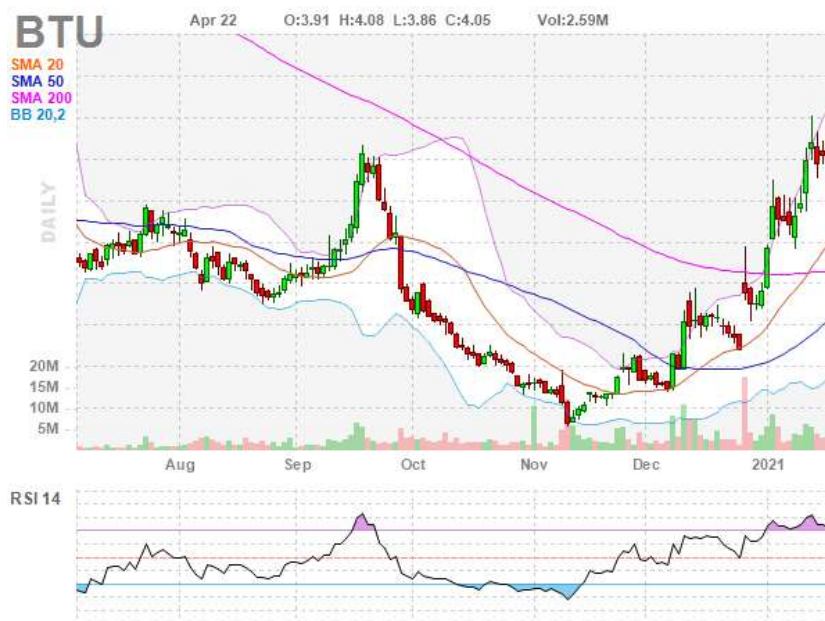 BTU
Apr 22 O:3.91 H:4.08 L:3.86 C:4.05 Vol:2.59M
SMA 20
SMA 50
SMA 200
BB 20,2
DAILY
20M
15M
10M
5M
Aug Sep Oct Nov Dec 2021
RSI 14